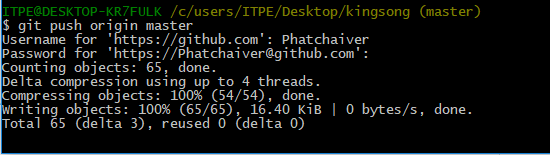 ITPE@DESKTOP-KR7FULK /c/users/ITPE/Desktop/kingsong (master)
$ git push origin master
Username for 'https://github.com': Phatchaiver
Password for 'https://Phatchaiver@github.com':
Counting objects: 65, done.
Delta compression using up to 4 threads.
Compressing objects: 100% (54/54), done.
Writing objects: 100% (65/65), 16.40 KiB | 0 bytes/s, done.
Total 65 (delta 3), reused 0 (delta 0)